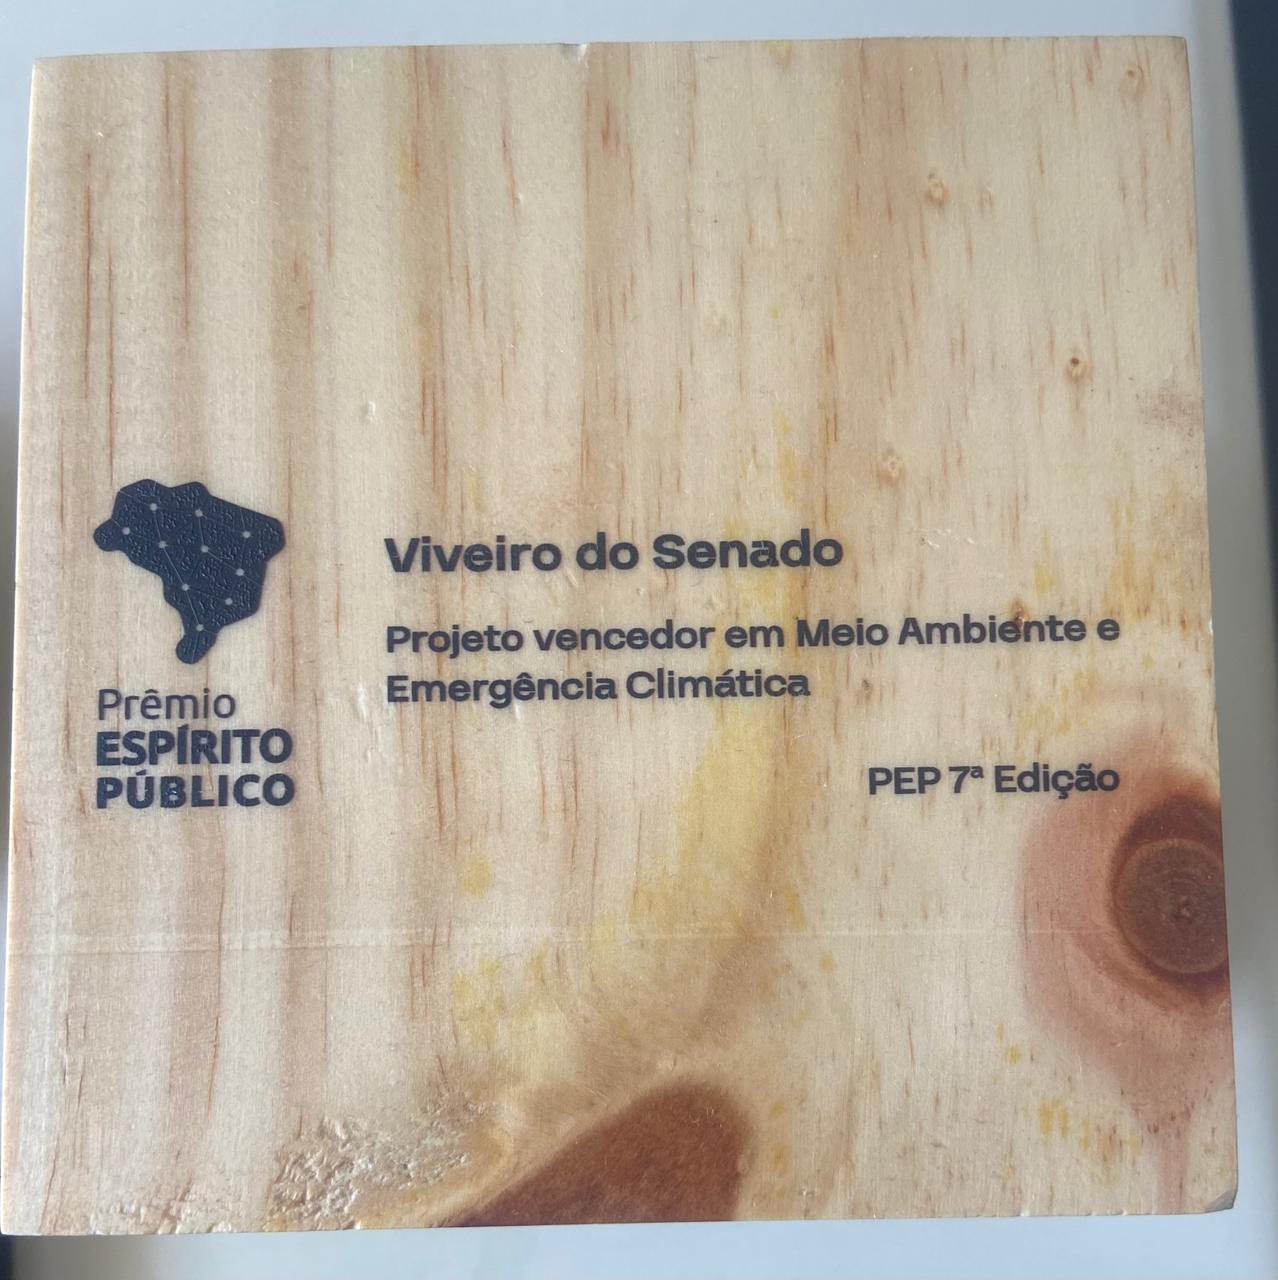 Viveiro do Senado
Projeto vencedor em Meio Ambiente e
Emergência Climática
Prêmio
ESPÍRITO
PÚBLICO
PEP 7ª Edição